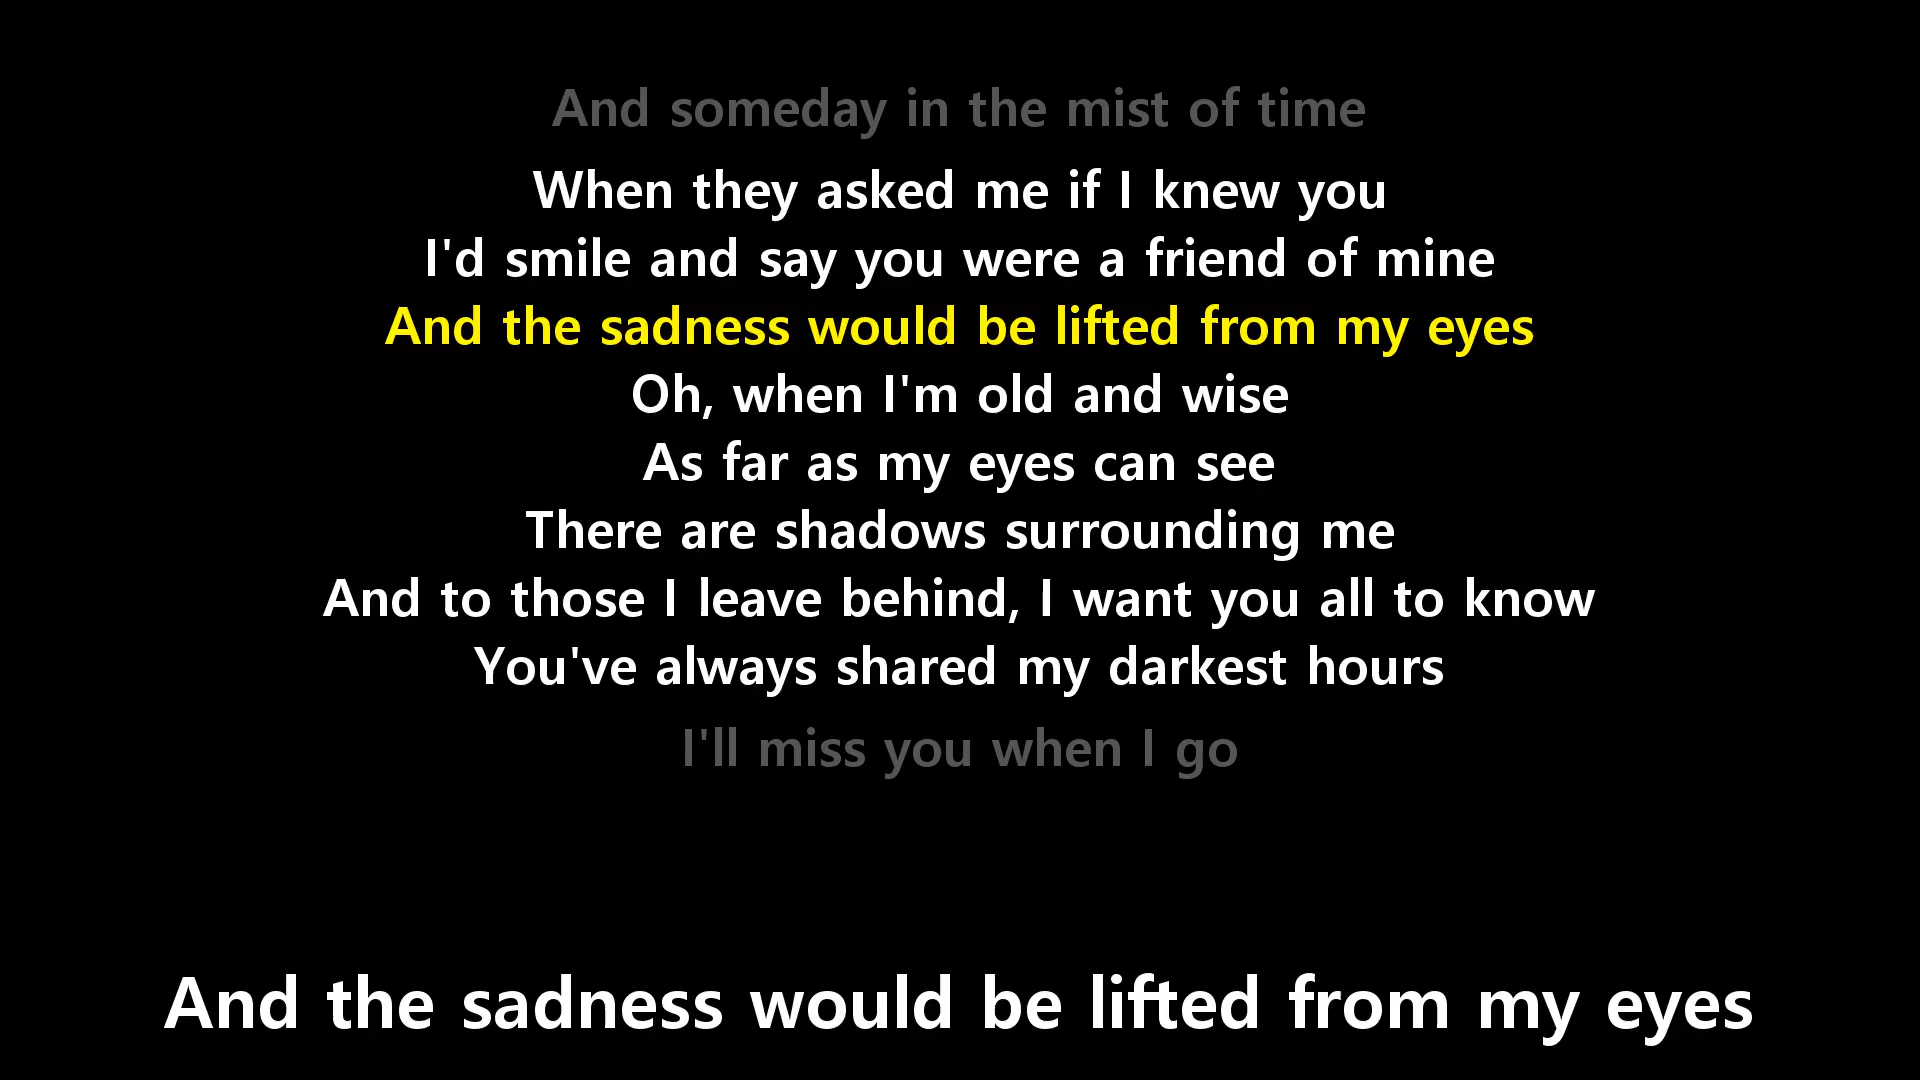 And someday in the mist of time
When they asked me if I knew you
I'd smile and say you were a friend of mine
And the sadness would be lifted from my eyes
Oh, when I'm old and wise
As far as my eyes can see
There are shadows surrounding me
And to those I leave behind, I want you all to know
You've always shared my darkest hours
I'll miss you when I go
And the sadness would be lifted from my eyes